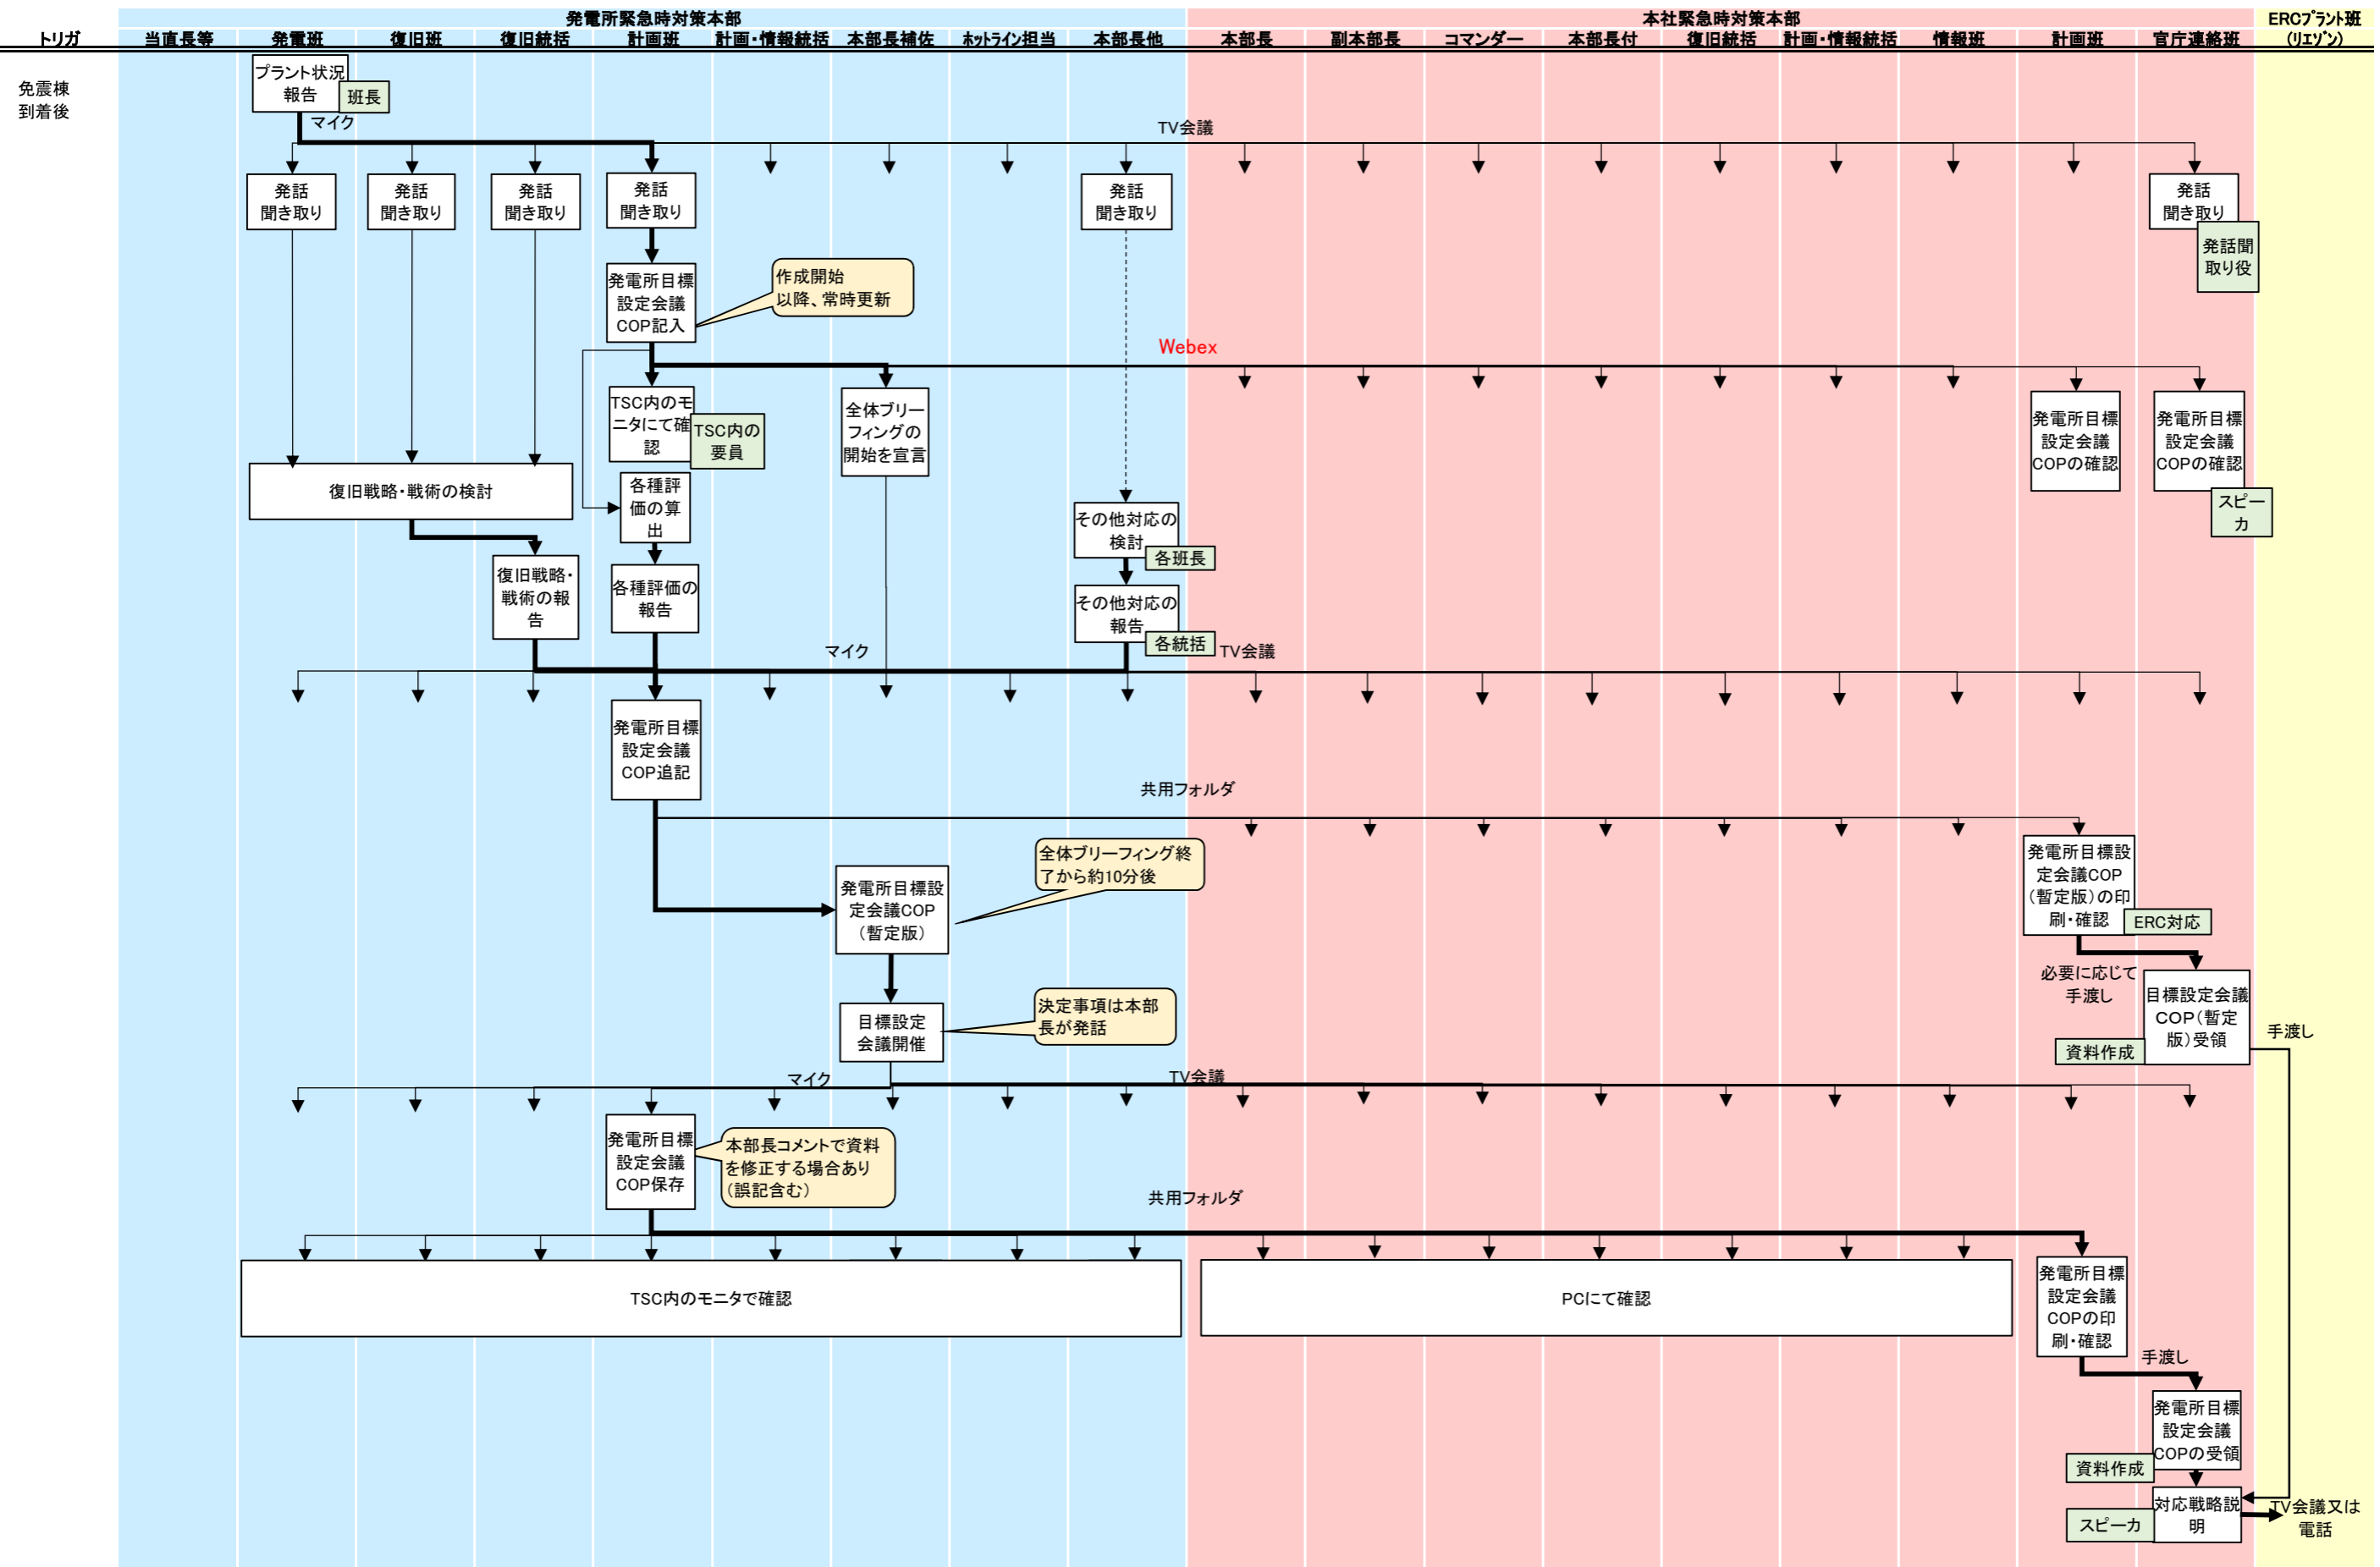 発電所緊急時対策本部
本社緊急時対策本部
ERCプラント班
(リエゾン)
トリガ
当直長等
発電班
復旧班
復旧統括
計画班
計画・情報統括
本部長補佐
ホットライン担当
本部長他
本部長
副本部長
コマンダー
本部長付
復旧統括
計画・情報統括
情報班
計画班
官庁連絡班
免震棟
到着後
プラント状況
報告
班長
マイク
TV会議
発話
聞き取り
発話
聞き取り
発話
聞き取り
発話
聞き取り
発話
聞き取り
発話
聞き取り
発話聞
取り役
発電所目標
設定会議
COP記入
作成開始
以降、常時更新
Webex
TSC内のモ
ニタにて確
認
TSC内の
要員
全体ブリー
フィングの
開始を宣言
発電所目標
設定会議
COPの確認
発電所目標
設定会議
COPの確認
スピー
カ
復旧戦略・戦術の検討
各種評
価の算
出
その他対応の
検討
各班長
復旧戦略・
戦術の報
告
各種評価の
報告
その他対応の
報告
各統括
マイク
TV会議
発電所目標
設定会議
COP追記
共用フォルダ
全体ブリーフィング終
了から約10分後
発電所目標設
定会議COP
(暫定版)
発電所目標設
定会議COP
(暫定版)の印
刷・確認
ERC対応
必要に応じて
手渡し
目標設定会議
COP(暫定
版)受領
資料作成
手渡し
目標設定
会議開催
決定事項は本部
長が発話
マイク
TV会議
発電所目標
設定会議
COP保存
本部長コメントで資料
を修正する場合あり
(誤記含む)
共用フォルダ
TSC内のモニタで確認
PCにて確認
発電所目標
設定会議
COPの印
刷・確認
手渡し
発電所目標
設定会議
COPの受領
資料作成
対応戦略説
明
スピーカ
TV会議又は
電話